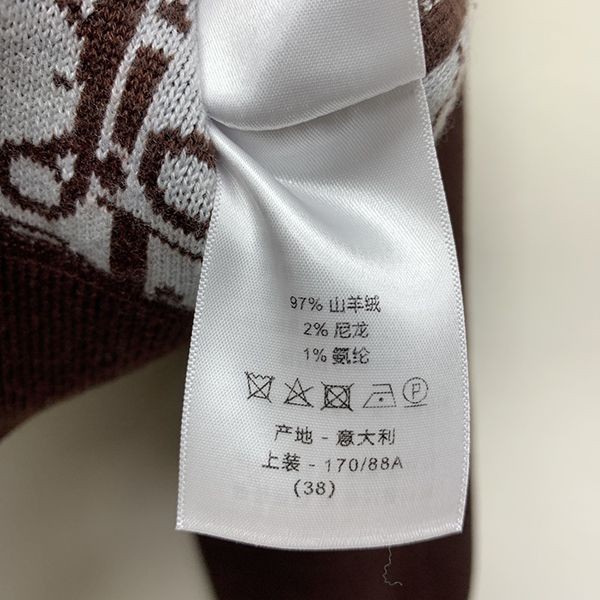 97% 山羊绒
2% 尼龙
1% 氨纶
P
产地 - 意大利
上装 - 170/88A
(38)